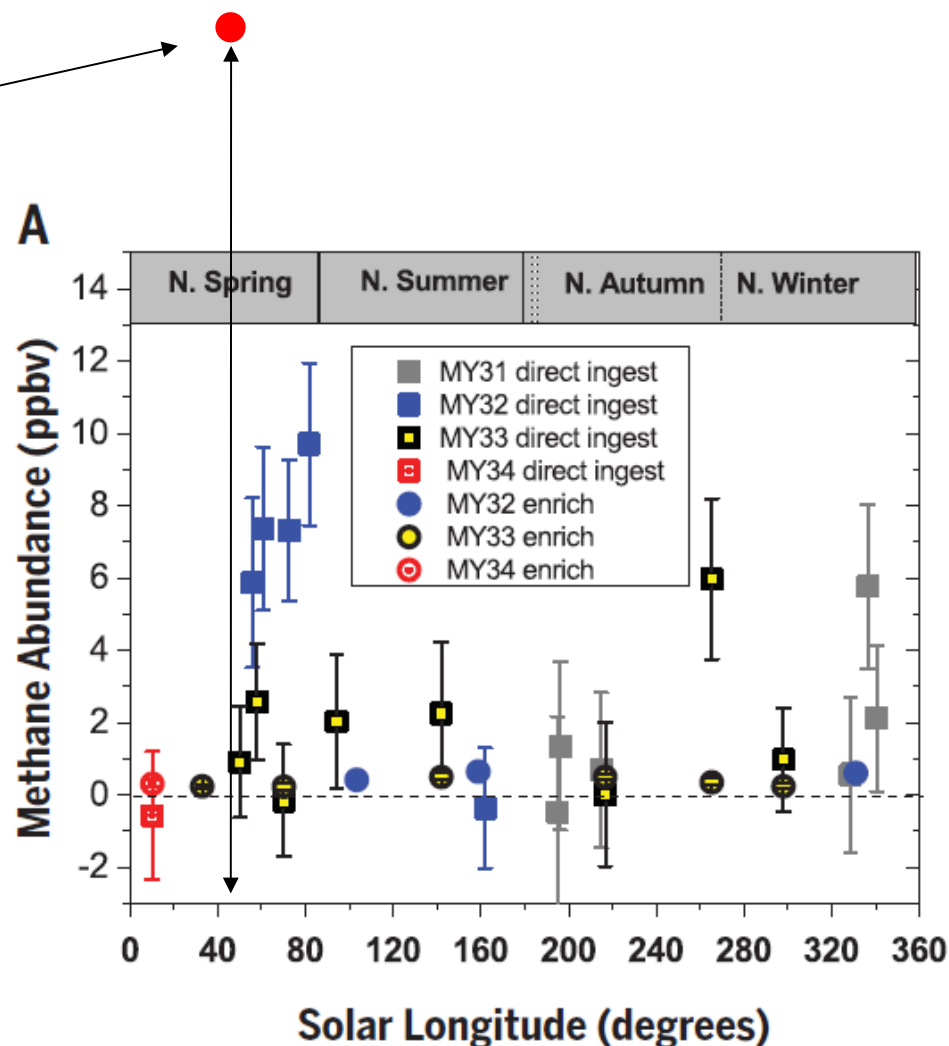 A
N. Spring
N. Summer
N. Autumn
N. Winter
14
12
10
8
6
4
2
0
-2
Methane Abundance (ppbv)
MY31 direct ingest
MY32 direct ingest
MY33 direct ingest
MY34 direct ingest
MY32 enrich
MY33 enrich
MY34 enrich
0 40 80 120 160 200 240 280 320 360
Solar Longitude (degrees)